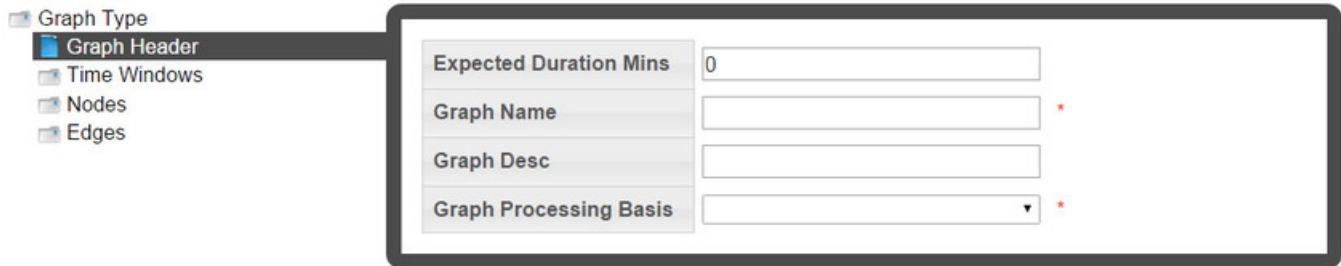 Graph Type
Graph Header
Time Windows
Nodes
Edges
Expected Duration Mins 0
Graph Name *
Graph Desc
Graph Processing Basis *